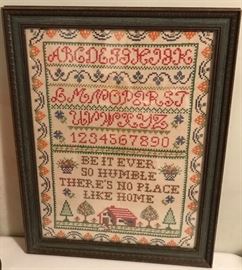 ABCDEFGHIJK
LMNOPQRST
UVWXYZ
1234567890
BE IT EVER
SO HUMBLE
THERE'S NO PLACE
LIKE HOME